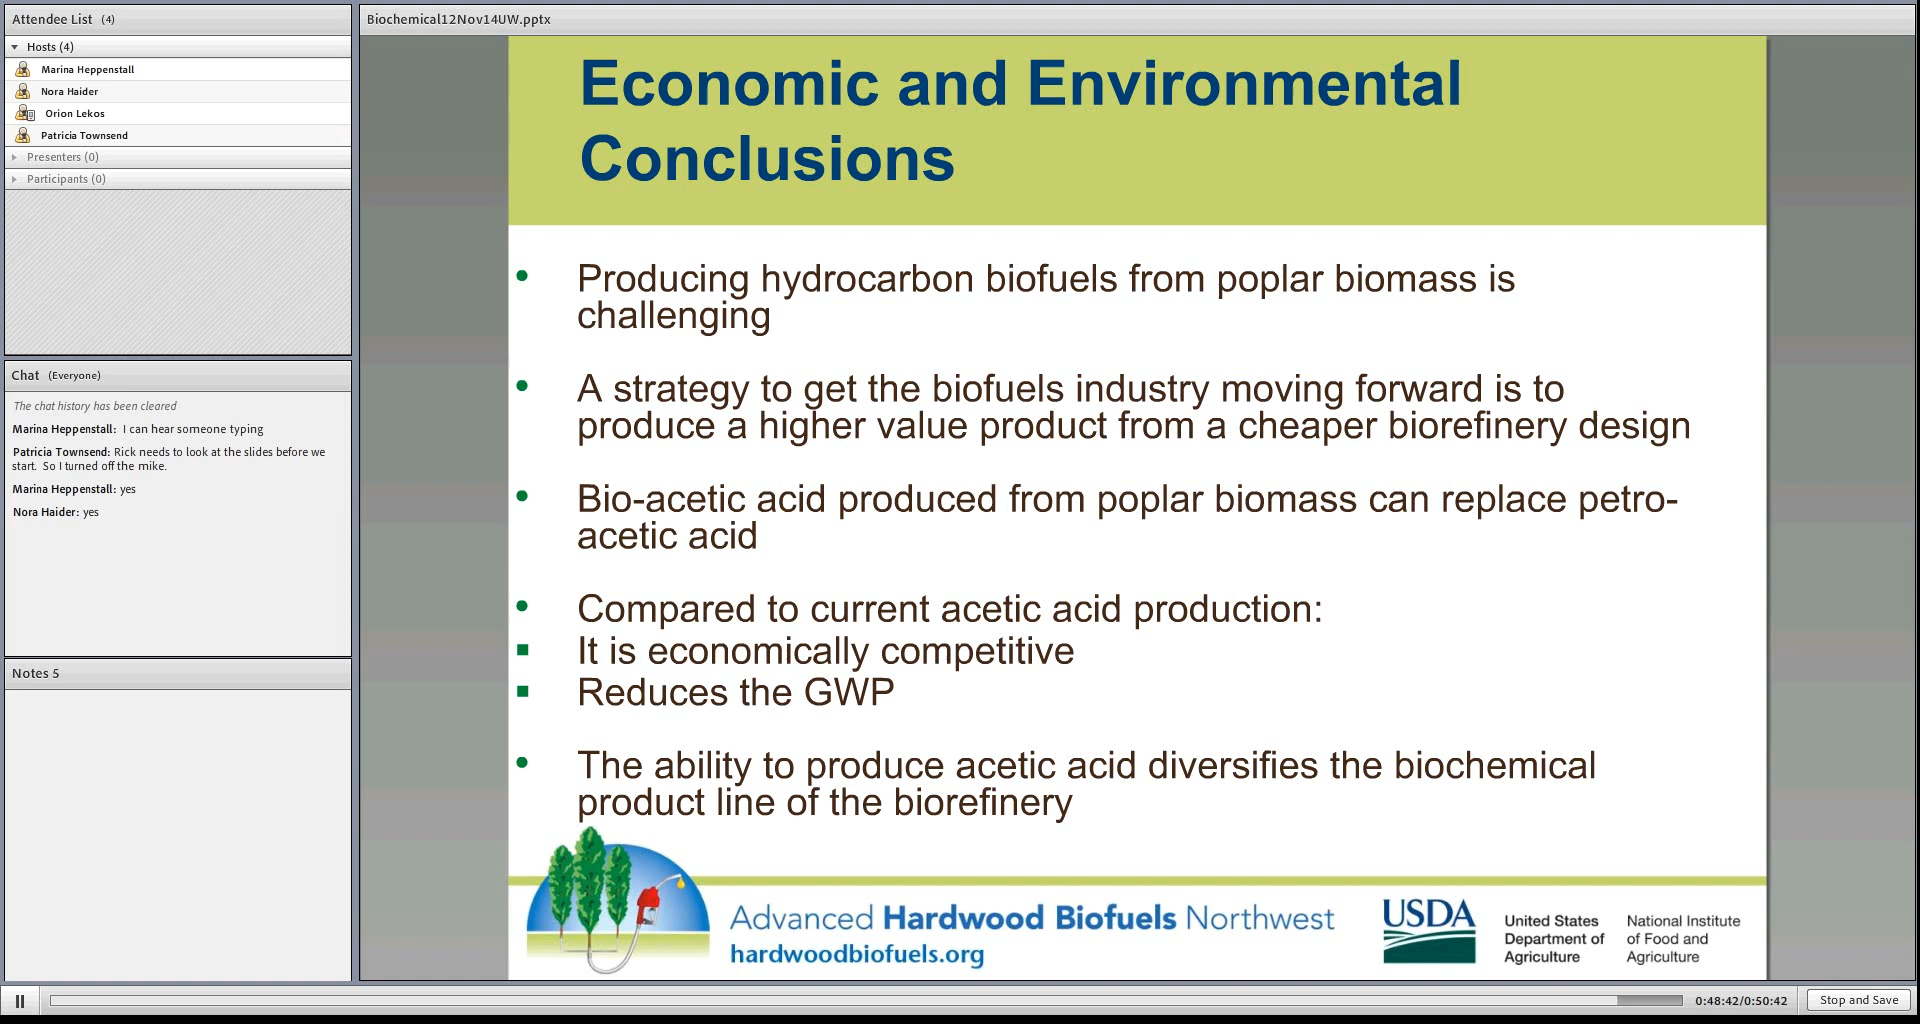 Attendee List (4)
Hosts (4)
Marina Heppenstall
Nora Haider
Orion Lekos
Patricia Townsend
Presenters (0)
Participants (0)
Chat (Everyone)
The chat history has been cleared
Marina Heppenstall: I can hear someone typing
Patricia Townsend: Rick needs to look at the slides before we
start. So I turned off the mike.
Marina Heppenstall: yes
Nora Haider: yes
Notes 5
Biochemical12Nov14UW.pptx
Economic and Environmental
Conclusions
Producing hydrocarbon biofuels from poplar biomass is
challenging
A strategy to get the biofuels industry moving forward is to
produce a higher value product from a cheaper biorefinery design
Bio-acetic acid produced from poplar biomass can replace petro-
acetic acid
Compared to current acetic acid production:
It is economically competitive
Reduces the GWP
The ability to produce acetic acid diversifies the biochemical
product line of the biorefinery
Advanced Hardwood Biofuels Northwest
hardwoodbiofuels.org
USDA
United States
Department of
Agriculture
National Institute
of Food and
Agriculture
0:48:42/0:50:42
Stop and Save